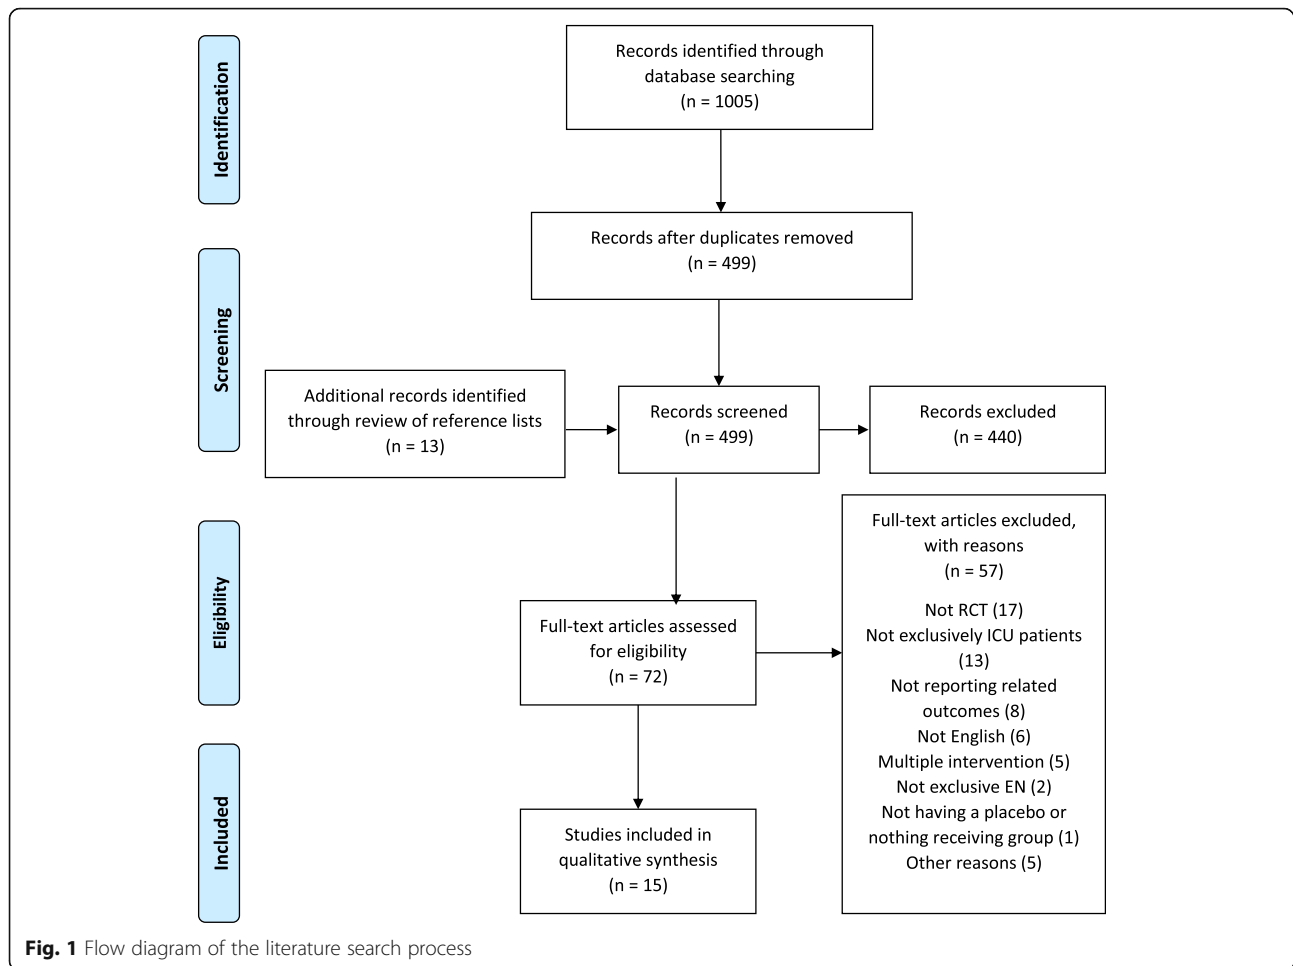 Identification
Records identified through
database searching
(n = 1005)
Records after duplicates removed
(n = 499)
Screening
Additional records identified
through review of reference lists
(n = 13)
Records screened
(n = 499)
Records excluded
(n = 440)
Eligibility
Full-text articles assessed
for eligibility
(n = 72)
Full-text articles excluded,
with reasons
(n = 57)
Not RCT (17)
Not exclusively ICU patients
(13)
Not reporting related
outcomes (8)
Not English (6)
Multiple intervention (5)
Not exclusive EN (2)
Not having a placebo or
nothing receiving group (1)
Other reasons (5)
Included
Studies included in
qualitative synthesis
(n = 15)
Fig. 1 Flow diagram of the literature search process